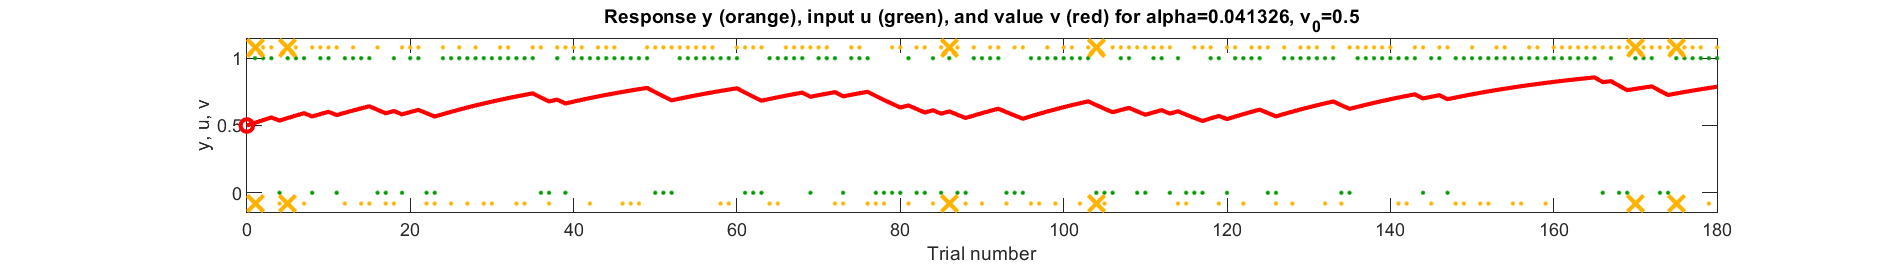 Response y (orange), input u (green), and value v (red) for alpha=0.041326, v0=0.5
y, u, v
1
0.5
0
0 20 40 60 80 100 120 140 160 180
Trial number